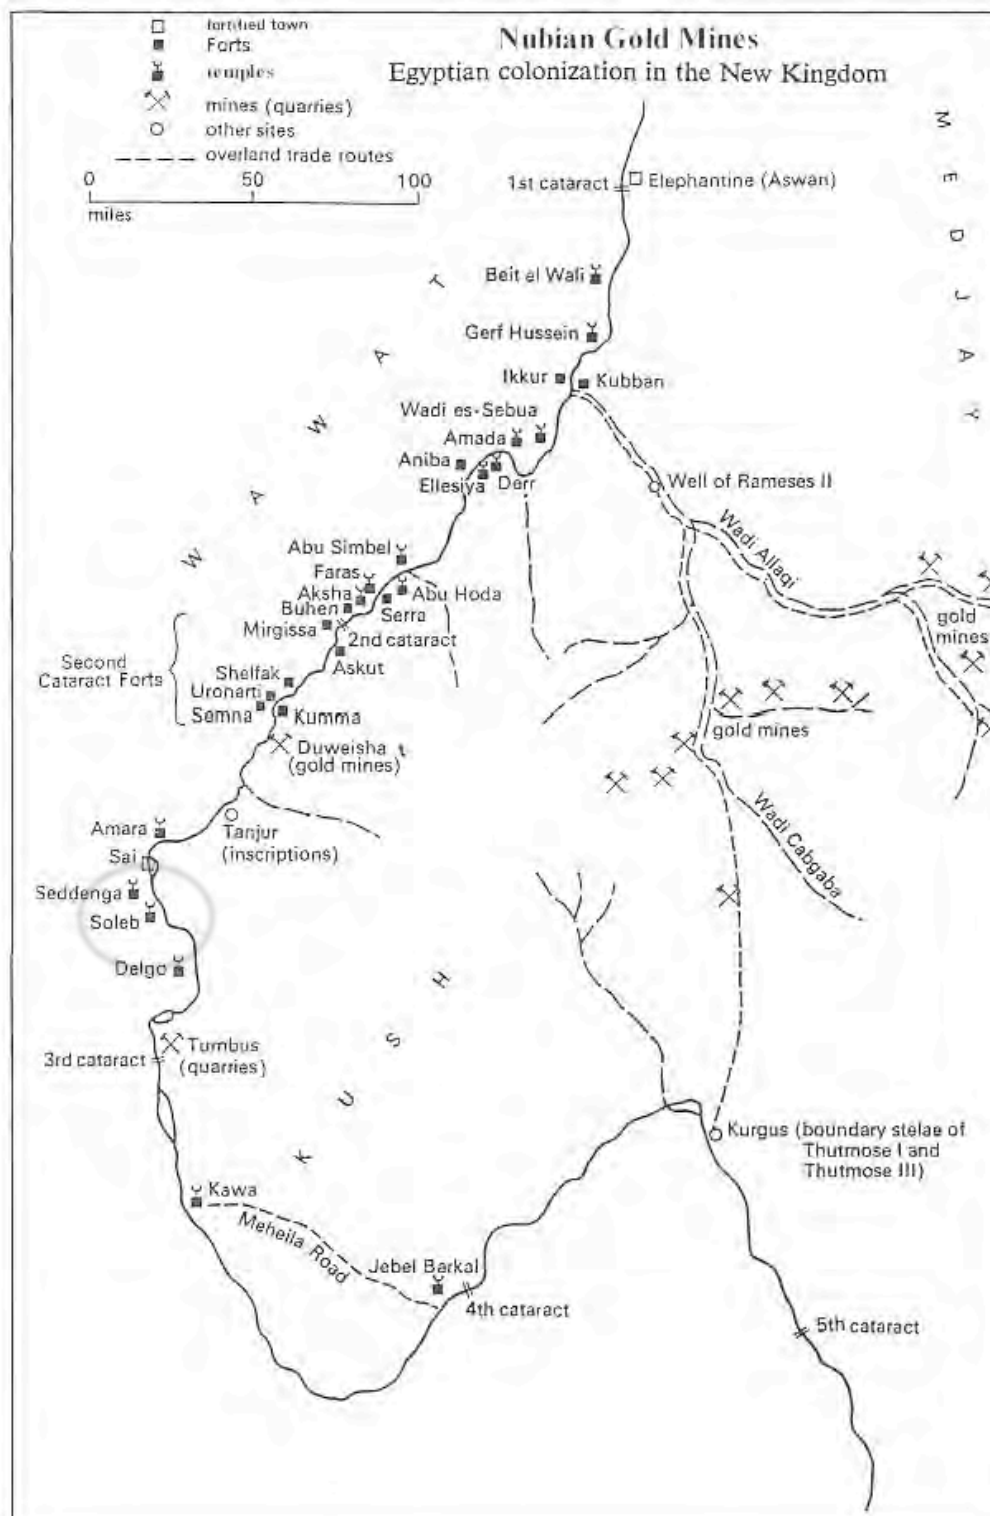 fortified town
Forts
temples
mines (quarries)
other sites
overland trade routes
0 50 100
miles
Nubian Gold Mines
Egyptian colonization in the New Kingdom
MEDJAY
1st cataract
Elephantine (Aswan)
Beit el Wali
Gerf Hussein
Ikkur
Kubban
Wadi es-Sebua
Amada
Aniba
Ellesiya
Derr
WAWAT
Well of Rameses II
Wadi Allaqi
Abu Simbel
Faras
Aksha
Buhen
Mirgissa
Abu Hoda
Serra
2nd cataract
Askut
Second
Cataract Forts
Shelfak
Uronarti
Semna
Kumma
Duweisha t
(gold mines)
gold
mines
gold mines
Wadi Cabgaba
Amara
Tanjur
(inscriptions)
Sai
Seddenga
Soleb
Delgo
KUSH
3rd cataract
Tumbus
(quarries)
Kurgus (boundary stelae of
Thutmose I and
Thutmose III)
Kawa
Meheila Road
Jebel Barkal
4th cataract
5th cataract